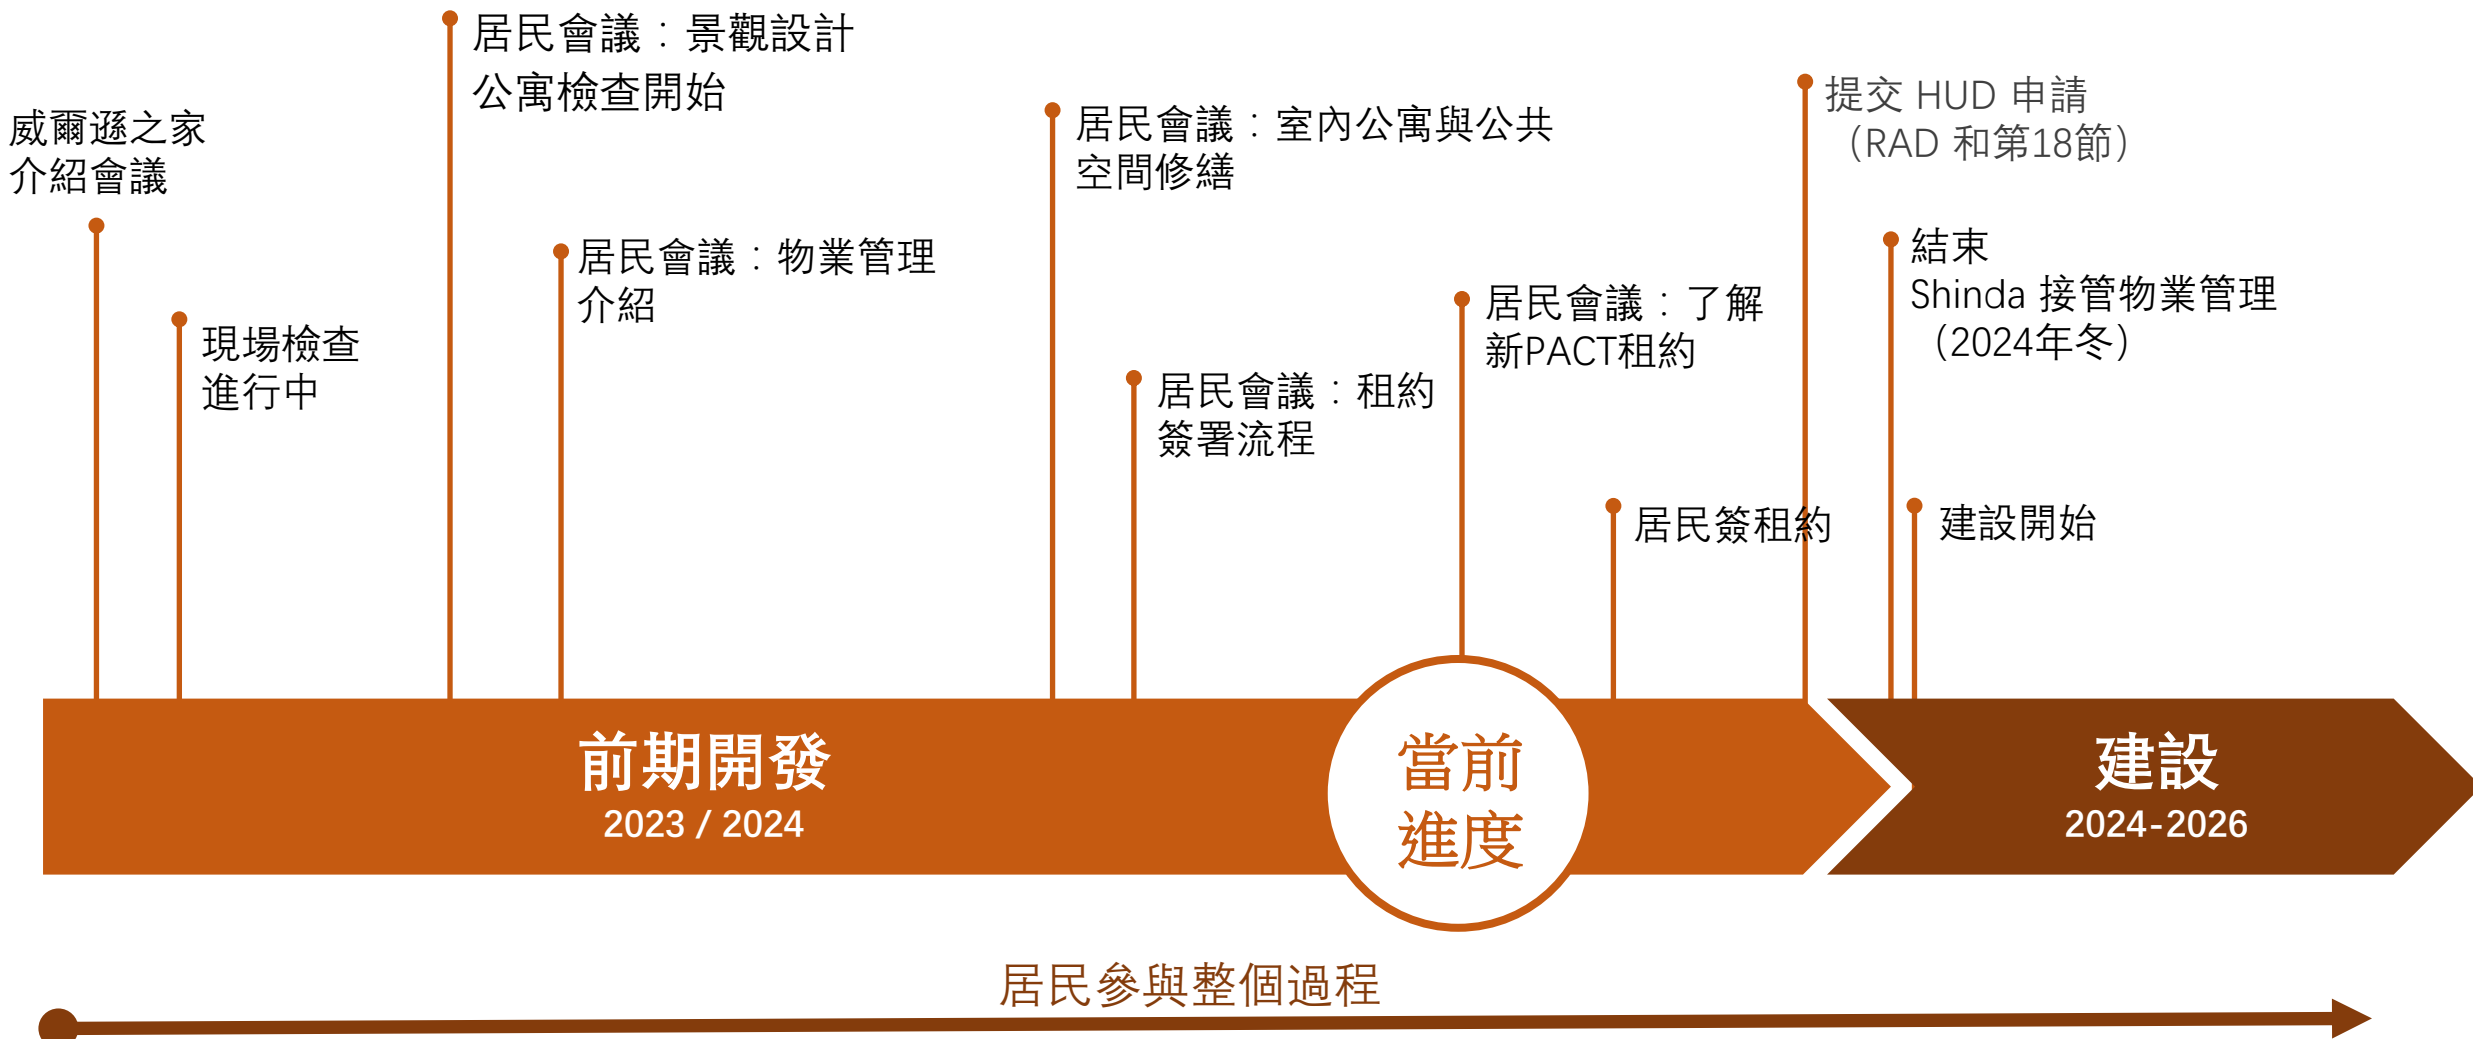 威爾遜之家
介紹會議
現場檢查
進行中
居民會議：景觀設計
公寓檢查開始
居民會議：物業管理
介紹
居民會議：室內公寓與公共
空間修繕
居民會議：租約
簽署流程
居民會議：了解
新PACT租約
居民簽租約
提交 HUD 申請
（RAD 和第18節）
結束
Shinda 接管物業管理
（2024年冬）
建設開始
前期開發
2023 / 2024
當前
進度
建設
2024-2026
居民參與整個過程